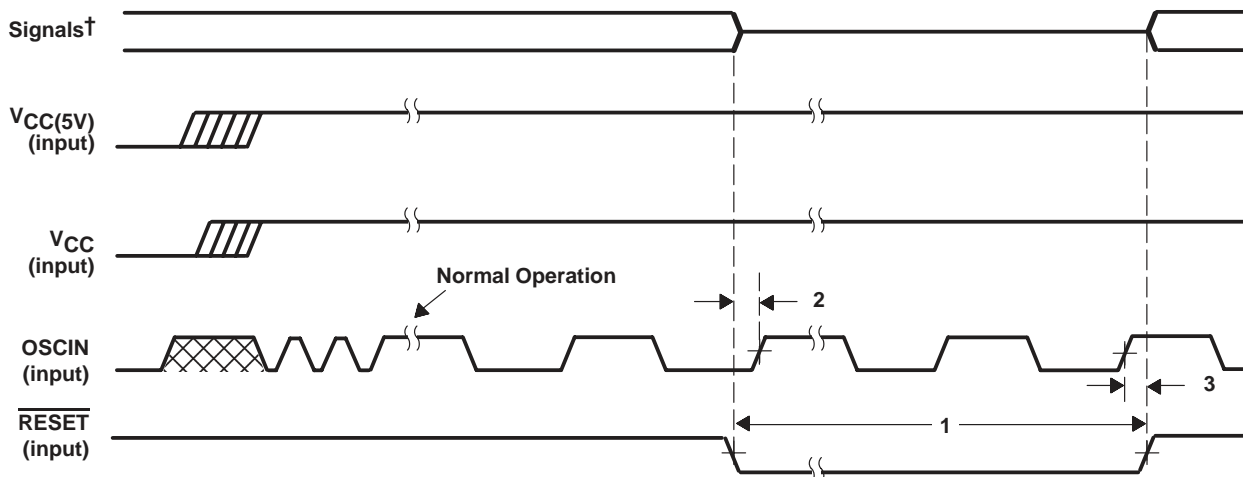 Signals†
VCC(5V)
(input)
VCC
(input)
Normal Operation
2
OSCIN
(input)
3
RESET
(input)
1